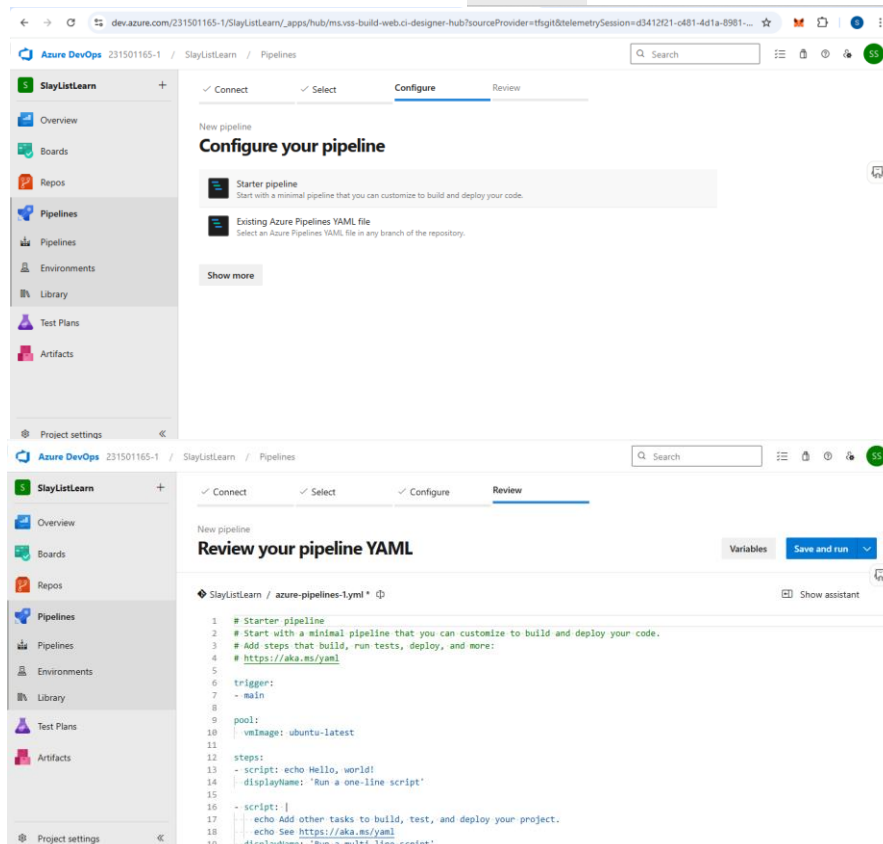 dev.azure.com/231501165-1/SlayListLearn/_apps/hub/ms.vss-build-web.ci-designer-hub?sourceProvider=tfsgit&telemetrySession=d3412f21-c481-4d1a-8981-...
S
Azure DevOps 231501165-1 / SlayListLearn / Pipelines
Search
SS
S SlayListLearn +
Overview
Boards
Repos
Pipelines
Pipelines
Environments
Library
Test Plans
Artifacts
Project settings
Connect Select Configure Review
New pipeline
Configure your pipeline
Starter pipeline
Start with a minimal pipeline that you can customize to build and deploy your code.
Existing Azure Pipelines YAML file
Select an Azure Pipelines YAML file in any branch of the repository.
Show more
Azure DevOps 231501165-1 / SlayListLearn / Pipelines
Search
SS
S SlayListLearn +
Overview
Boards
Repos
Pipelines
Pipelines
Environments
Library
Test Plans
Artifacts
Project settings
Connect Select Configure Review
New pipeline
Review your pipeline YAML
Variables Save and run
SlayListLearn / azure-pipelines-1.yml *
Show assistant
1 # Starter pipeline
2 # Start with a minimal pipeline that you can customize to build and deploy your code.
3 # Add steps that build, run tests, deploy, and more:
4 # https://aka.ms/yaml
5
6 trigger:
7 - main
8
9 pool:
10 vmImage: ubuntu-latest
11
12 steps:
13 - script: echo Hello, world!
14 displayName: 'Run a one-line script'
15
16 - script: |
17 echo Add other tasks to build, test, and deploy your project.
18 echo See https://aka.ms/yaml
19 displayName: 'Run a multi-line script'